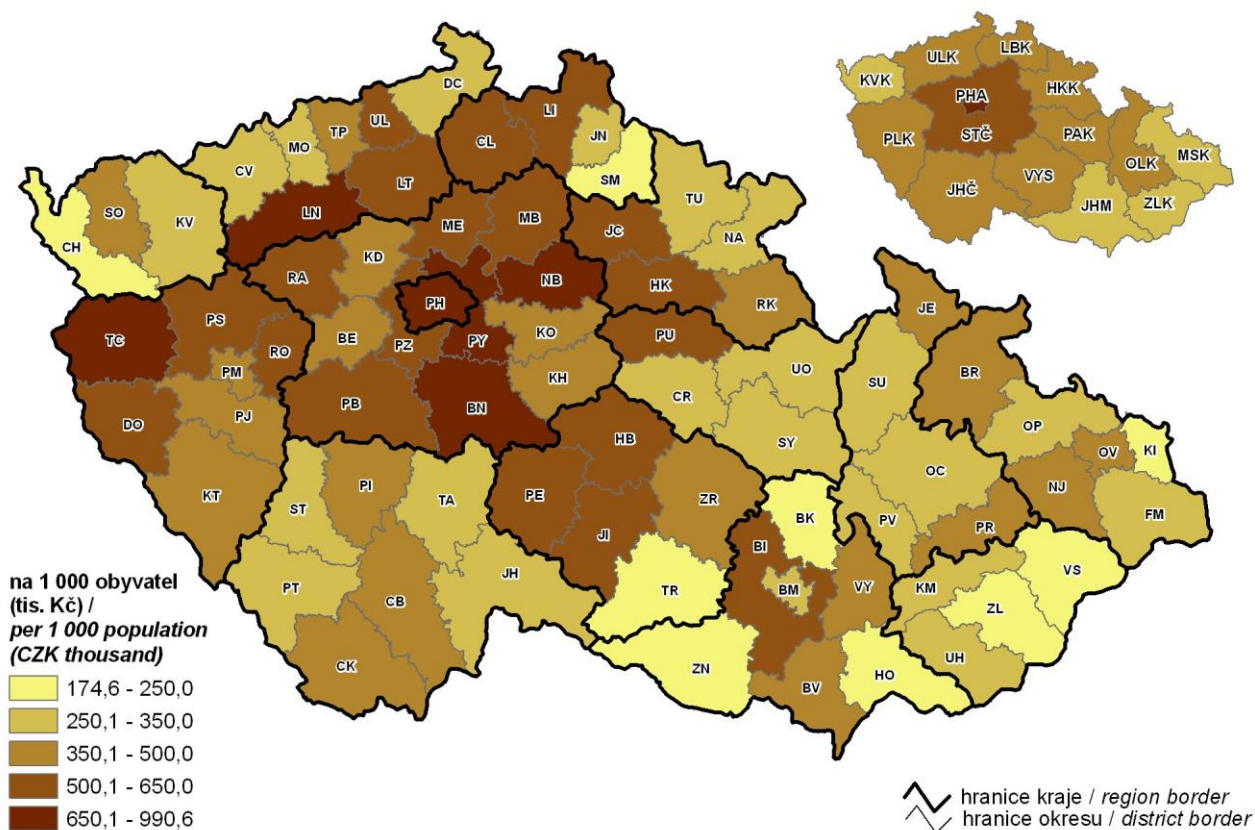 DC
UL
LI
TP
MO
CL
JN
CV
LT
SM
LN
TU
SO
KV
ME
MB
CH
JC
NA
KD
RA
NB
HK
PH
RK
TC
PS
BE
PZ
PY
KO
PU
RO
PM
KH
UO
JE
PJ
PB
BN
CR
SU
BR
DO
HB
SY
OP
KT
ST
PI
TA
PE
ZR
OC
OV
KI
JI
BK
PV
PR
NJ
FM
BI
PT
CB
JH
TR
BM
VY
KM
VS
ZL
CK
ZN
BV
HO
UH
ULK
LBK
KVK
HKK
PHA
STČ
PLK
PAK
OLK
MSK
VYS
JHČ
JHM
ZLK
na 1 000 obyvatel
(tis. Kč) /
per 1 000 population
(CZK thousand)
174,6 - 250,0
250,1 - 350,0
350,1 - 500,0
500,1 - 650,0
650,1 - 990,6
hranice kraje / region border
hranice okresu / district border